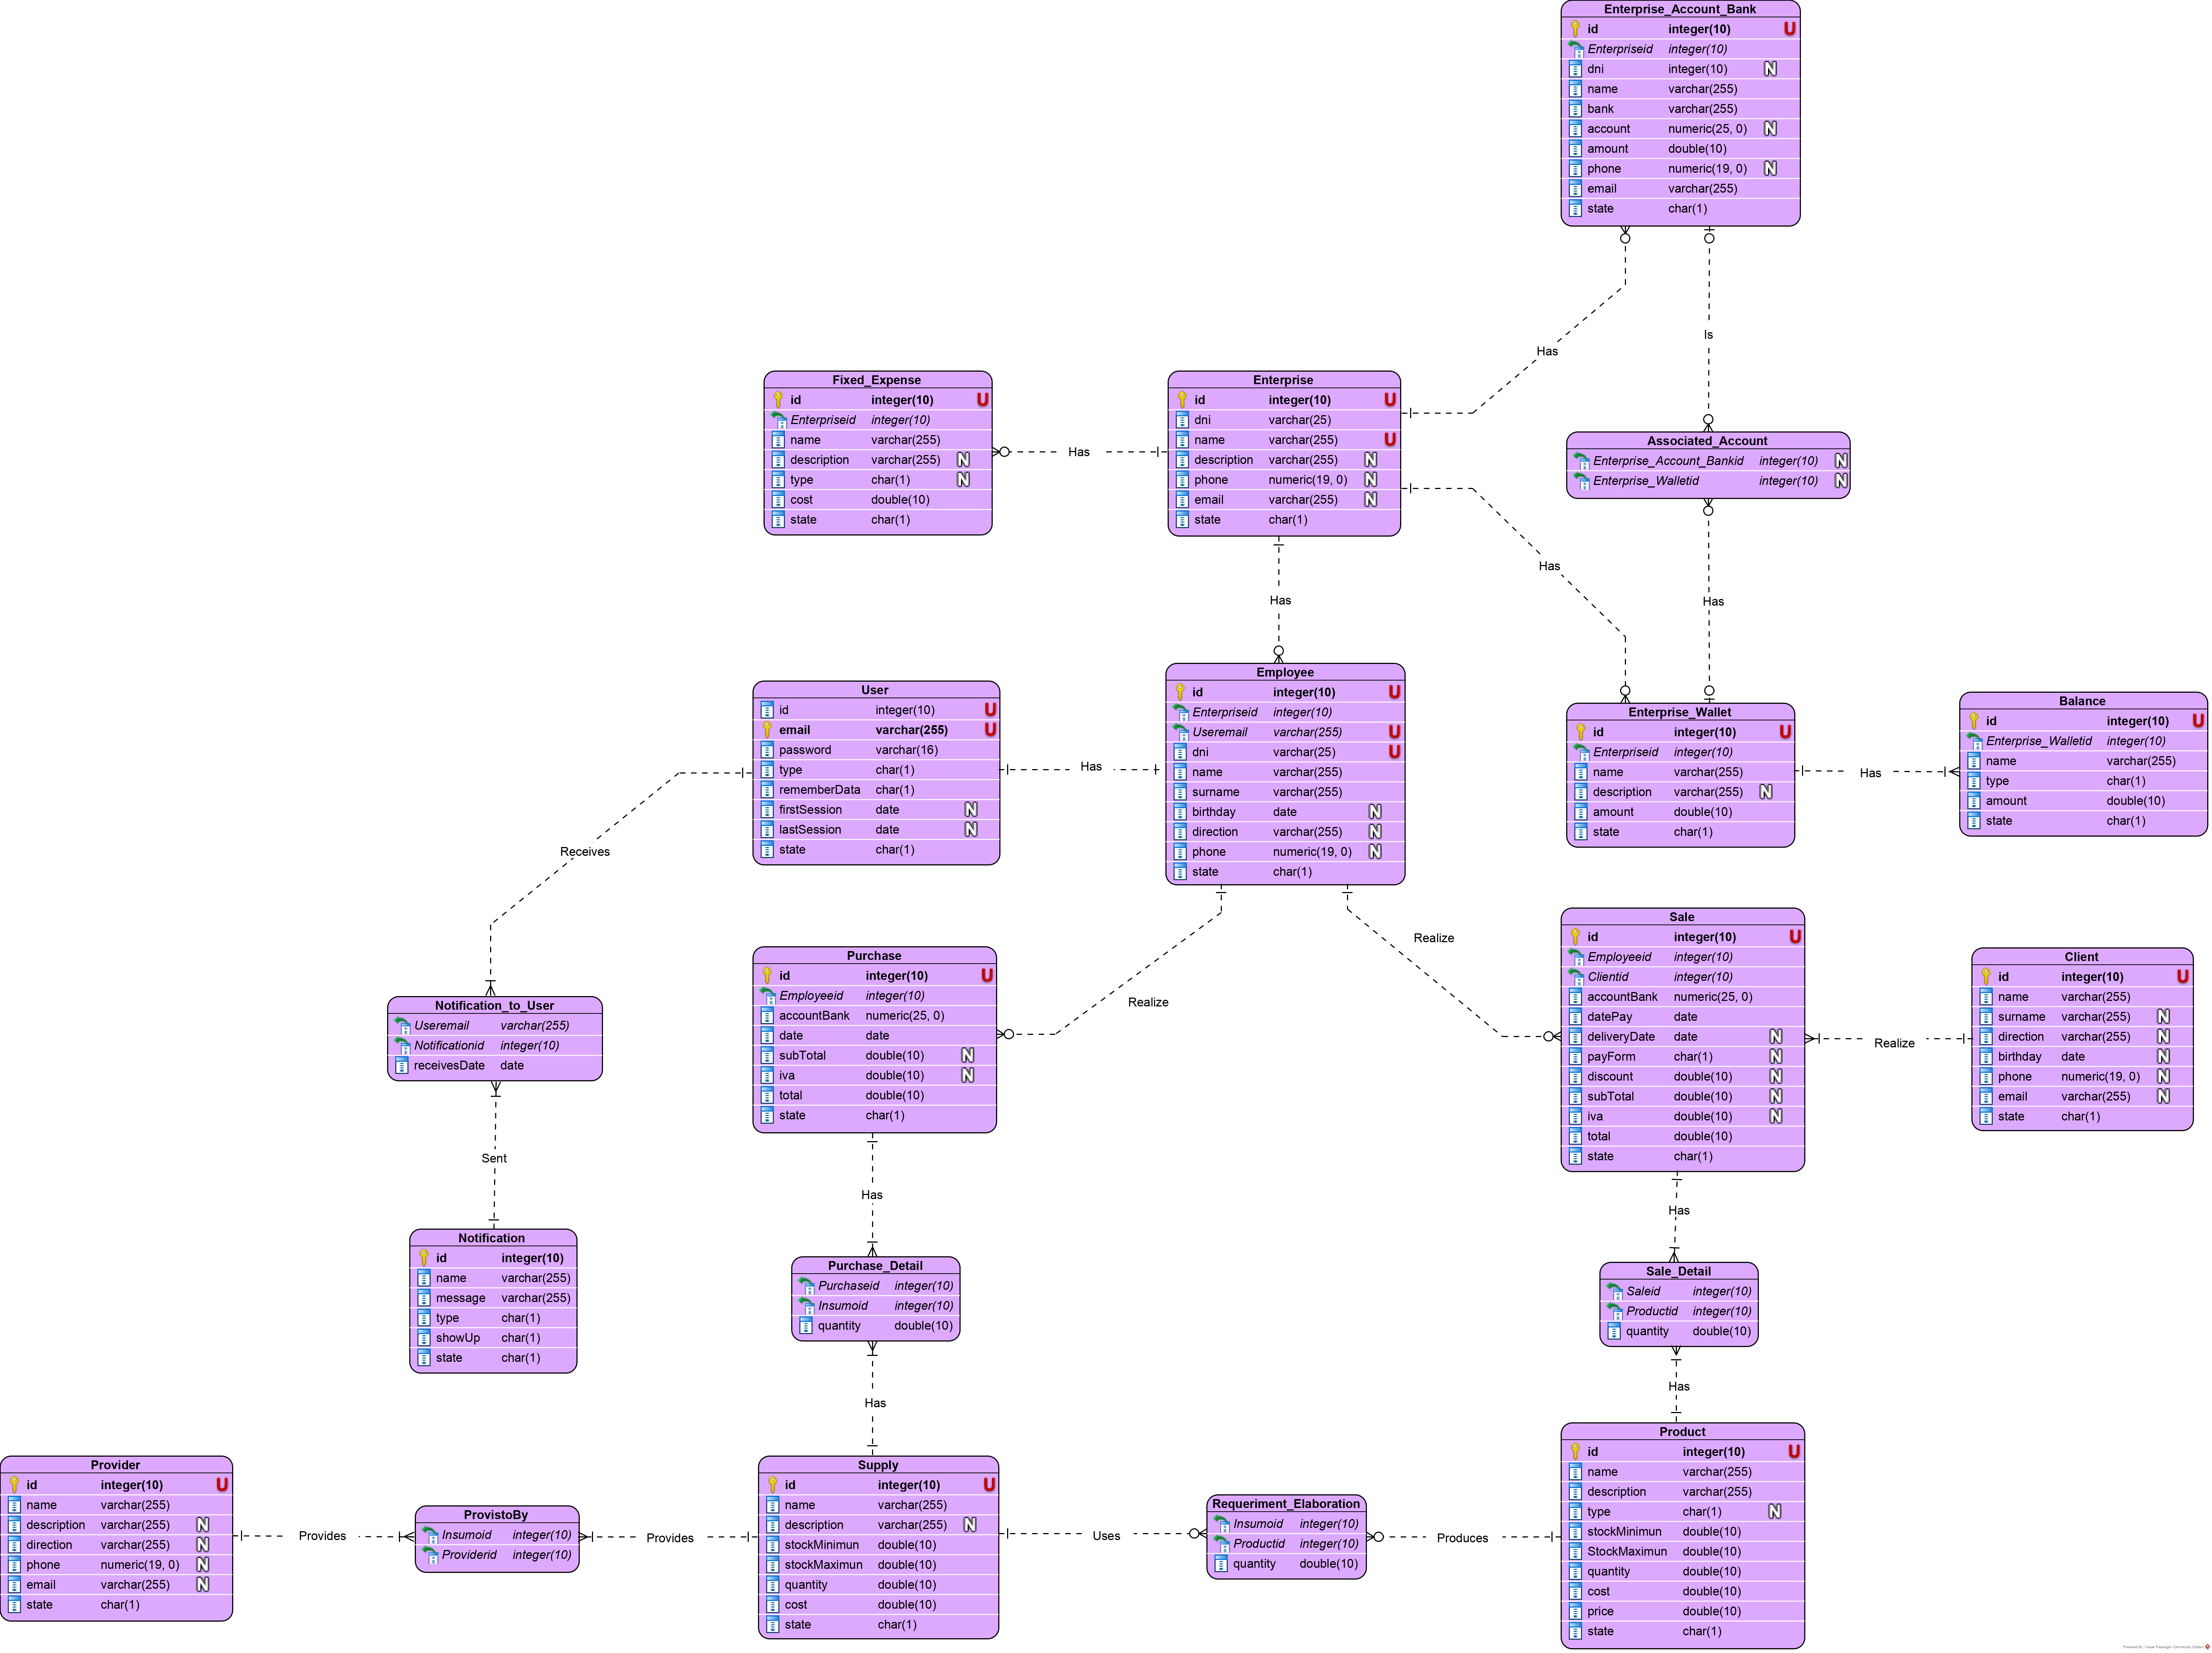 Enterprise_Account_Bank
id integer(10) U
Enterpriseid integer(10)
dni integer(10) N
name varchar(255)
bank varchar(255)
account numeric(25, 0) N
amount double(10)
phone numeric(19, 0) N
email varchar(255)
state char(1)
Is
Has
Fixed_Expense
id integer(10) U
Enterpriseid integer(10)
name varchar(255)
description varchar(255) N
type char(1) N
cost double(10)
state char(1)
Has
Enterprise
id integer(10) U
dni varchar(25)
name varchar(255) U
description varchar(255) N
phone numeric(19, 0) N
email varchar(255) N
state char(1)
Associated_Account
Enterprise_Account_Bankid integer(10) N
Enterprise_Walletid integer(10) N
Has
Has
Has
User
id integer(10) U
email varchar(255) U
password varchar(16)
type char(1)
rememberData char(1)
firstSession date N
lastSession date N
state char(1)
Has
Employee
id integer(10) U
Enterpriseid integer(10)
Useremail varchar(255) U
dni varchar(25) U
name varchar(255)
surname varchar(255)
birthday date N
direction varchar(255) N
phone numeric(19, 0) N
state char(1)
Enterprise_Wallet
id integer(10) U
Enterpriseid integer(10)
name varchar(255)
description varchar(255) N
amount double(10)
state char(1)
Has
Balance
id integer(10) U
Enterprise_Walletid integer(10)
name varchar(255)
type char(1)
amount double(10)
state char(1)
Receives
Realize
Realize
Notification_to_User
Useremail varchar(255)
Notificationid integer(10)
receivesDate date
Purchase
id integer(10) U
Employeeid integer(10)
accountBank numeric(25, 0)
date date
subTotal double(10) N
iva double(10) N
total double(10)
state char(1)
Sale
id integer(10) U
Employeeid integer(10)
Clientid integer(10)
accountBank numeric(25, 0)
datePay date
deliveryDate date N
payForm char(1) N
discount double(10) N
subTotal double(10) N
iva double(10) N
total double(10)
state char(1)
Realize
Client
id integer(10) U
name varchar(255)
surname varchar(255) N
direction varchar(255) N
birthday date N
phone numeric(19, 0) N
email varchar(255) N
state char(1)
Sent
Has
Has
Notification
id integer(10)
name varchar(255)
message varchar(255)
type char(1)
showUp char(1)
state char(1)
Purchase_Detail
Purchaseid integer(10)
Insumoid integer(10)
quantity double(10)
Sale_Detail
Saleid integer(10)
Productid integer(10)
quantity double(10)
Has
Has
Provider
id integer(10) U
name varchar(255)
description varchar(255) N
direction varchar(255) N
phone numeric(19, 0) N
email varchar(255) N
state char(1)
Provides
ProvistoBy
Insumoid integer(10)
Providerid integer(10)
Provides
Supply
id integer(10) U
name varchar(255)
description varchar(255) N
stockMinimun double(10)
stockMaximun double(10)
quantity double(10)
cost double(10)
state char(1)
Uses
Requeriment_Elaboration
Insumoid integer(10)
Productid integer(10)
quantity double(10)
Produces
Product
id integer(10) U
name varchar(255)
description varchar(255)
type char(1) N
stockMinimun double(10)
StockMaximun double(10)
quantity double(10)
cost double(10)
price double(10)
state char(1)
Powered By Visual Paradigm Community Edition